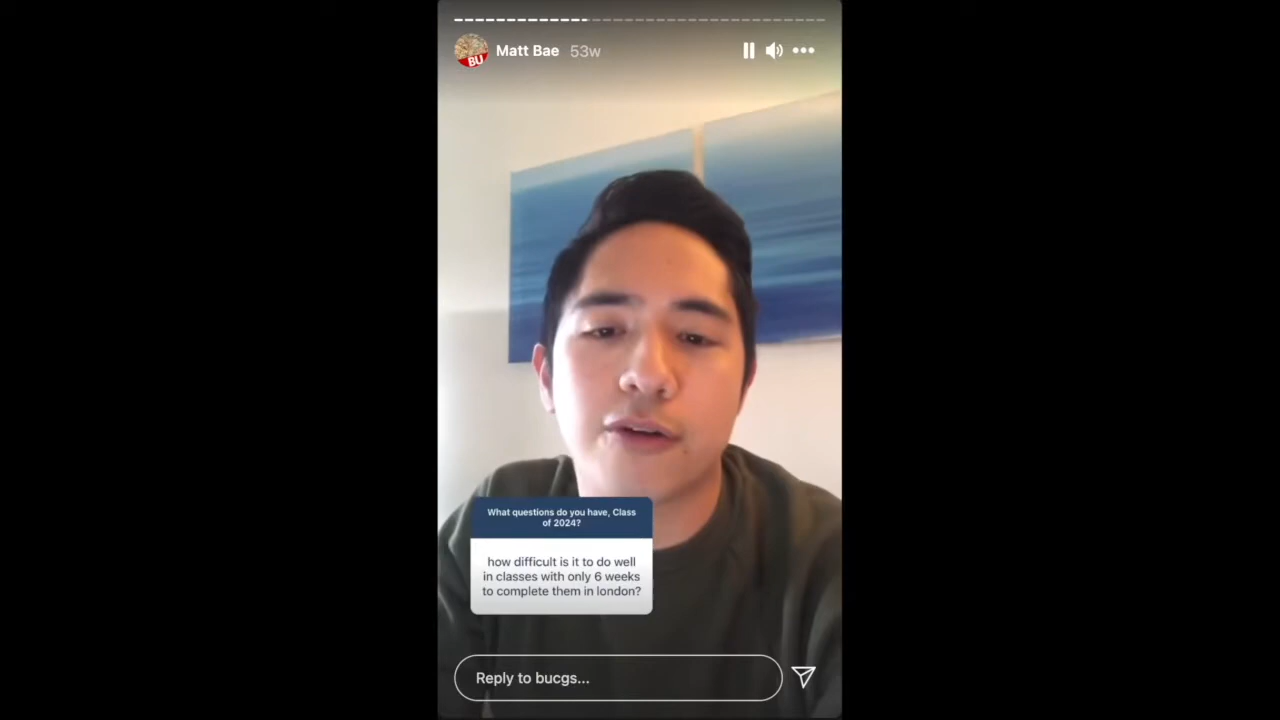 Matt Bae 53w
BU
What questions do you have, Class
of 2024?
how difficult is it to do well
in classes with only 6 weeks
to complete them in london?
Reply to bucgs...